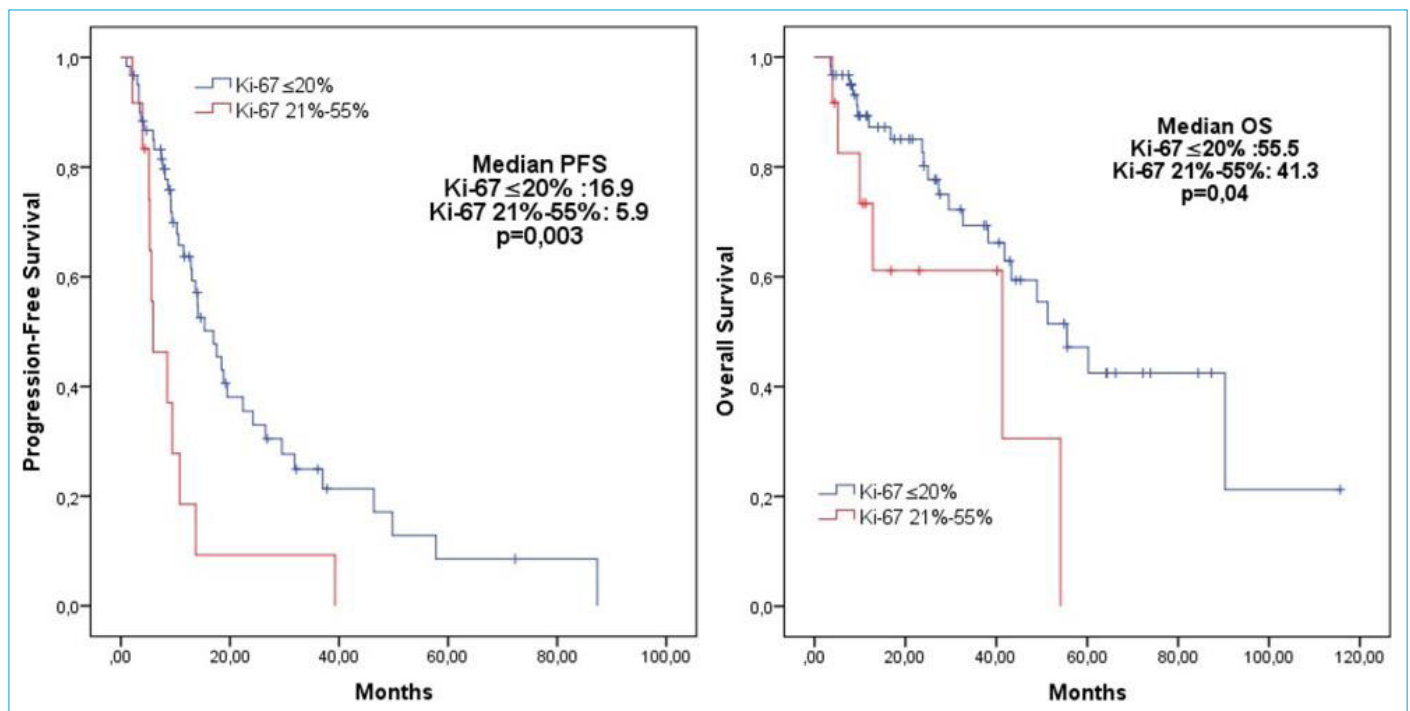 1,0
0,8
0,6
0,4
0,2
0,0
Progression-Free Survival
Ki-67 ≤20%
Ki-67 21%-55%
Median PFS
Ki-67 ≤20% :16.9
Ki-67 21%-55%: 5.9
p=0,003
,00 20,00 40,00 60,00 80,00 100,00
Months
1,0
0,8
0,6
0,4
0,2
0,0
Overall Survival
Median OS
Ki-67 ≤20% :55.5
Ki-67 21%-55%: 41.3
p=0,04
Ki-67 ≤20%
Ki-67 21%-55%
,00 20,00 40,00 60,00 80,00 100,00 120,00
Months